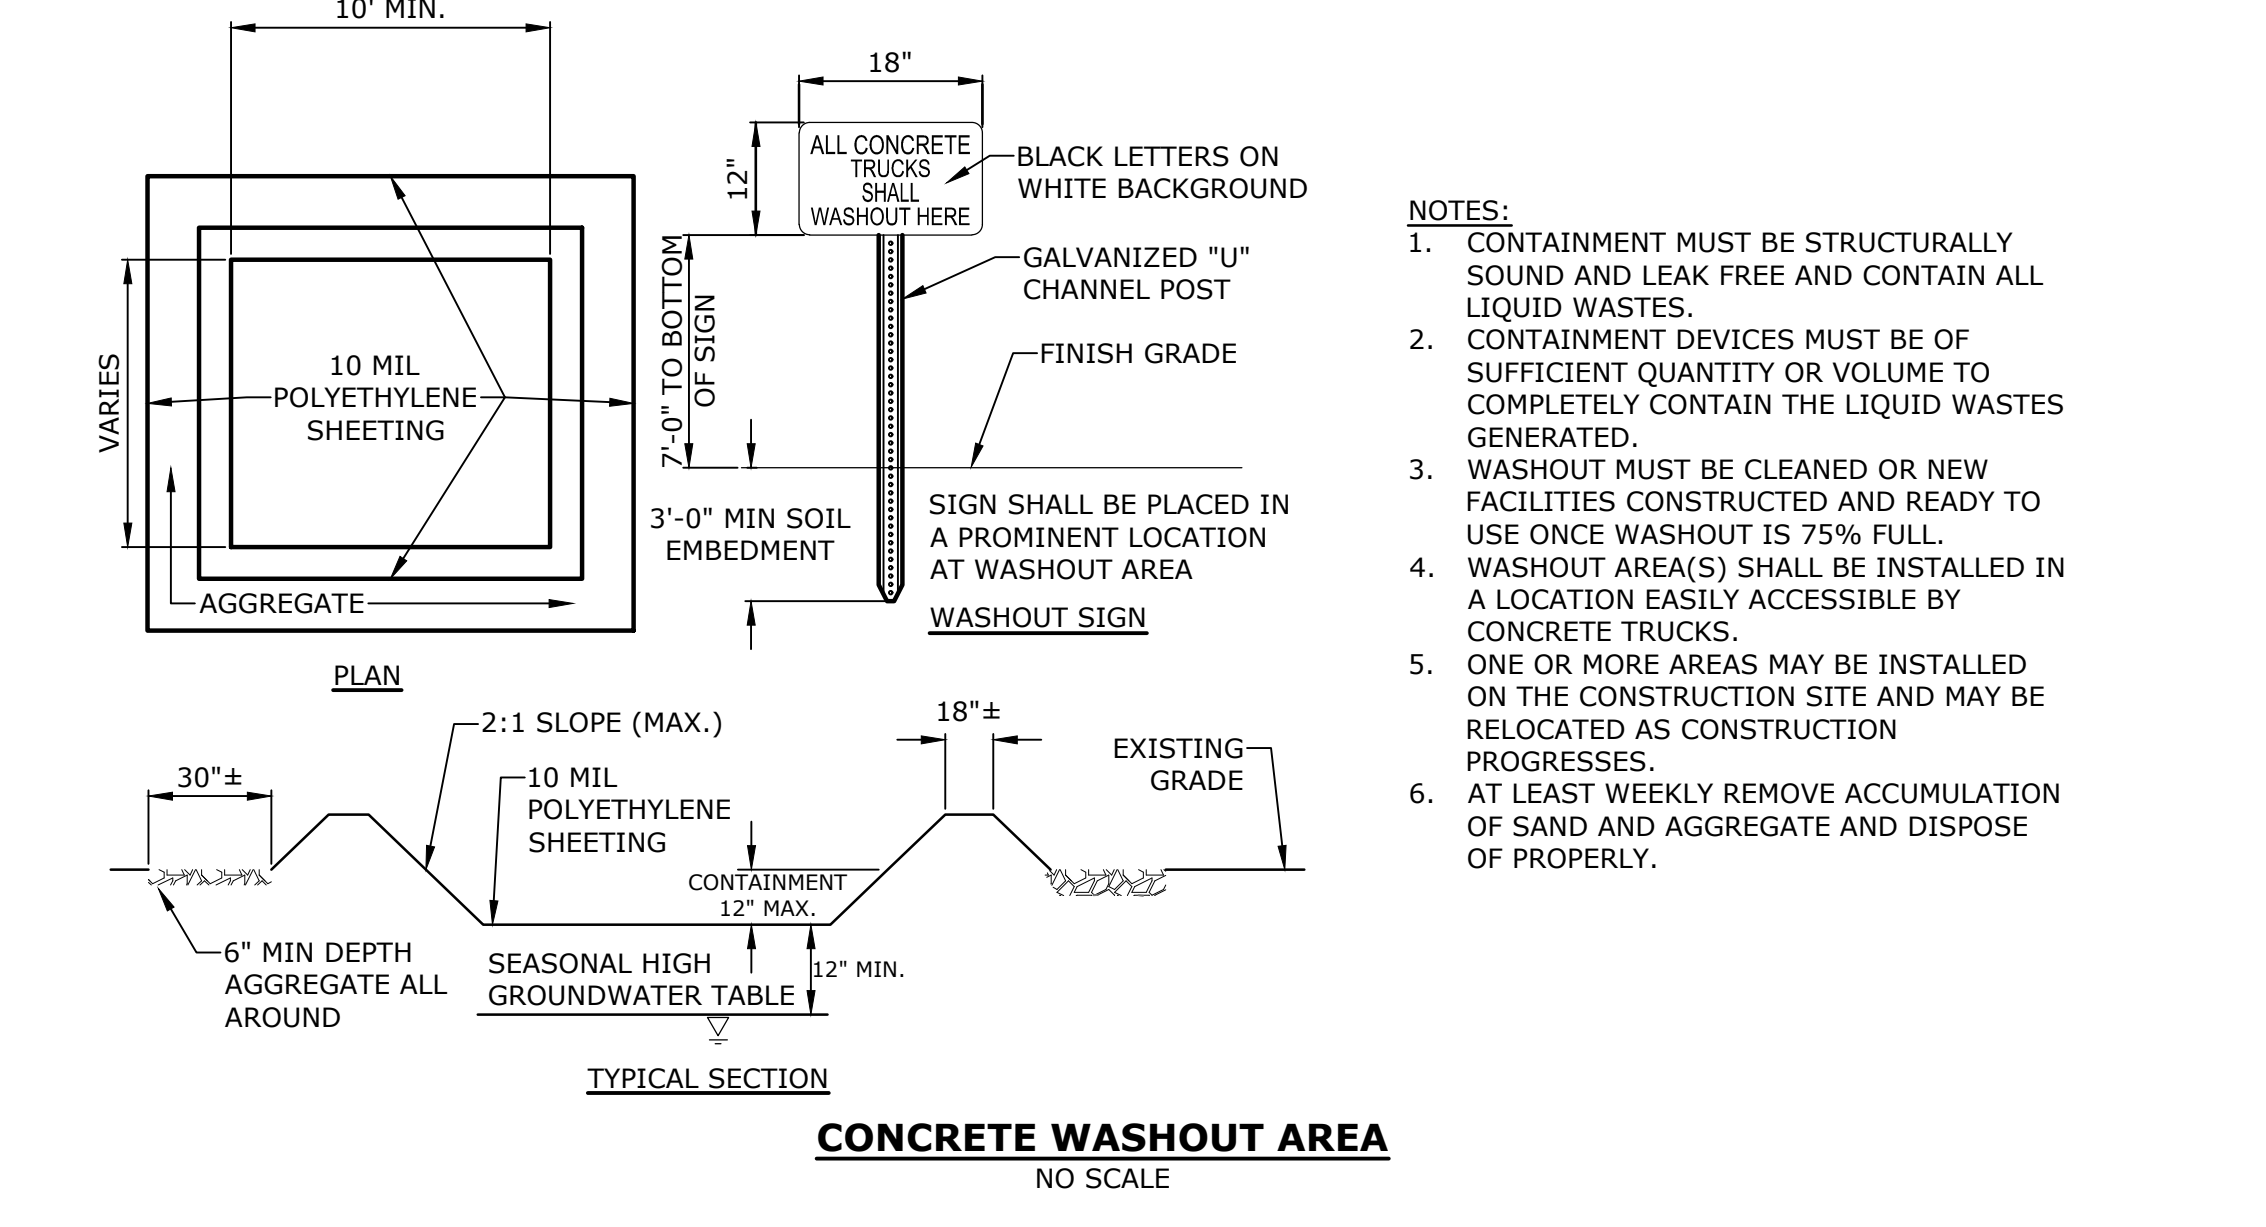 10' MIN.
VARIES
10 MIL
POLYETHYLENE
SHEETING
AGGREGATE
PLAN
18"
12"
ALL CONCRETE
TRUCKS
SHALL
WASHOUT HERE
BLACK LETTERS ON
WHITE BACKGROUND
7'-0" TO BOTTOM
OF SIGN
GALVANIZED "U"
CHANNEL POST
FINISH GRADE
3'-0" MIN SOIL
EMBEDMENT
SIGN SHALL BE PLACED IN
A PROMINENT LOCATION
AT WASHOUT AREA
WASHOUT SIGN
NOTES:
1. CONTAINMENT MUST BE STRUCTURALLY
SOUND AND LEAK FREE AND CONTAIN ALL
LIQUID WASTES.
2. CONTAINMENT DEVICES MUST BE OF
SUFFICIENT QUANTITY OR VOLUME TO
COMPLETELY CONTAIN THE LIQUID WASTES
GENERATED.
3. WASHOUT MUST BE CLEANED OR NEW
FACILITIES CONSTRUCTED AND READY TO
USE ONCE WASHOUT IS 75% FULL.
4. WASHOUT AREA(S) SHALL BE INSTALLED IN
A LOCATION EASILY ACCESSIBLE BY
CONCRETE TRUCKS.
5. ONE OR MORE AREAS MAY BE INSTALLED
ON THE CONSTRUCTION SITE AND MAY BE
RELOCATED AS CONSTRUCTION
PROGRESSES.
6. AT LEAST WEEKLY REMOVE ACCUMULATION
OF SAND AND AGGREGATE AND DISPOSE
OF PROPERLY.
30"±
2:1 SLOPE (MAX.)
10 MIL
POLYETHYLENE
SHEETING
18"±
EXISTING
GRADE
CONTAINMENT
12" MAX.
6" MIN DEPTH
AGGREGATE ALL
AROUND
SEASONAL HIGH
GROUNDWATER TABLE
12" MIN.
TYPICAL SECTION
CONCRETE WASHOUT AREA
NO SCALE